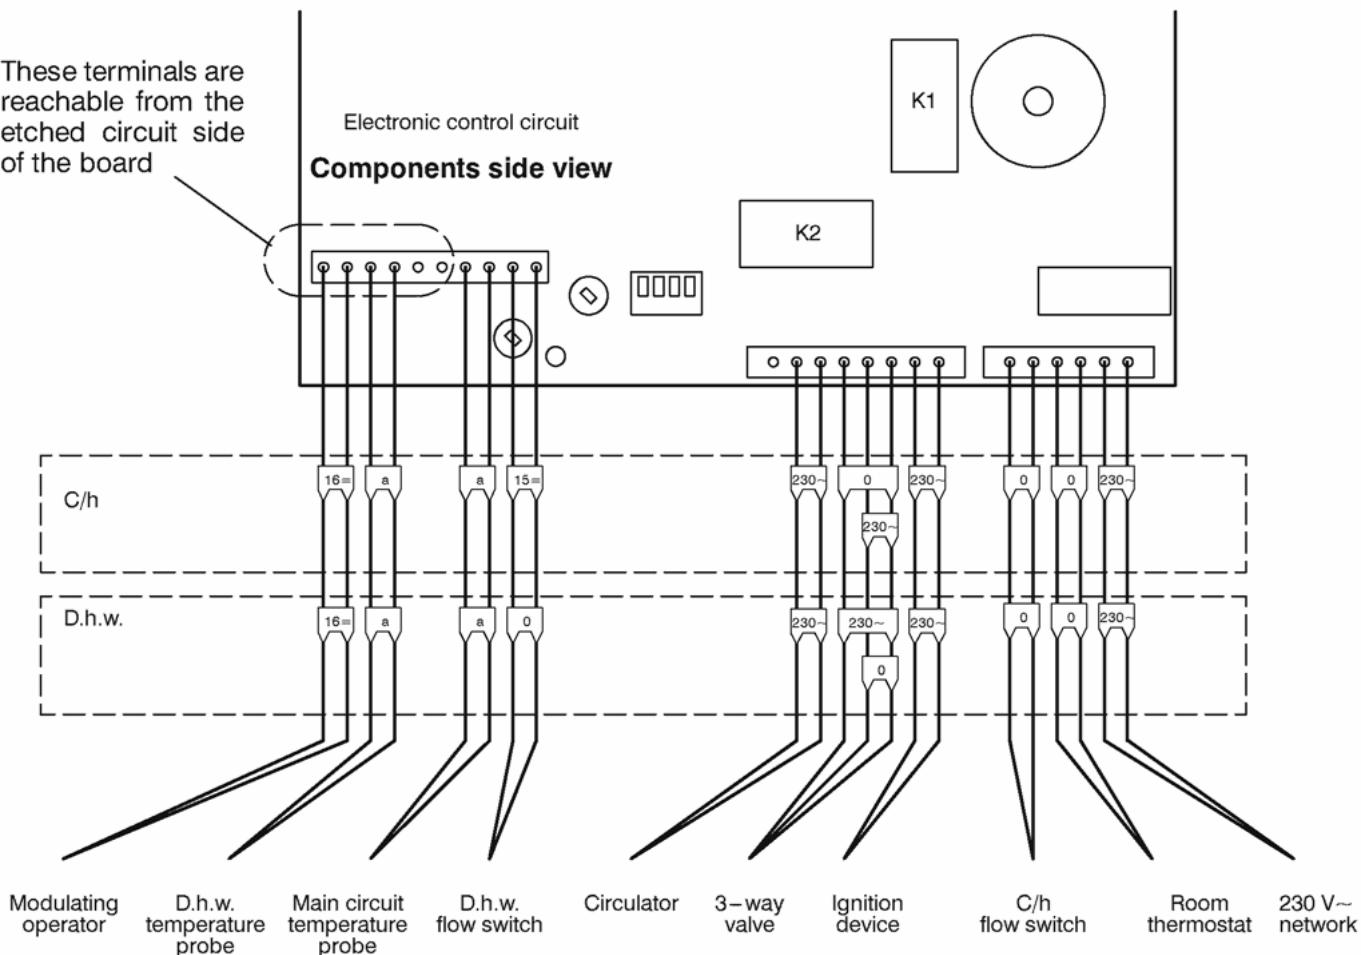 These terminals are
reachable from the
etched circuit side
of the board
Electronic control circuit
Components side view
K1
K2
C/h
16=
a
a
15=
230~
0
230~
0
0
230~
230~
D.h.w.
16=
a
a
0
230~
230~
230~
0
0
230~
0
Modulating
operator
D.h.w.
temperature
probe
Main circuit
temperature
probe
D.h.w.
flow switch
Circulator
3–way
valve
Ignition
device
C/h
flow switch
Room
thermostat
230 V~
network